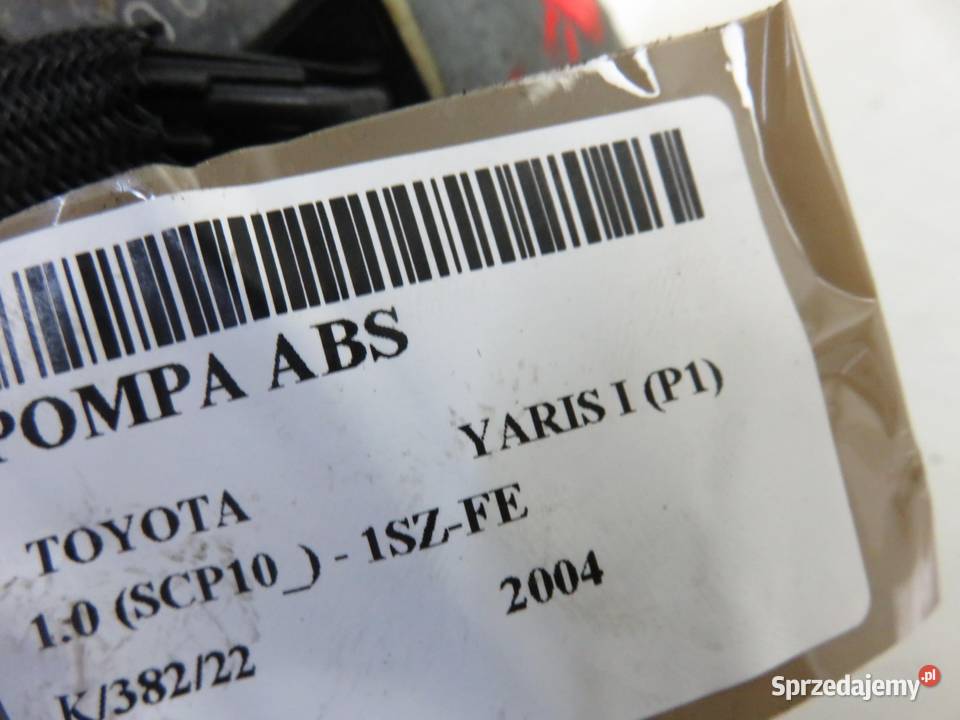 POMPA ABS
TOYOTA YARIS I (P1)
1.0 (SCP10_) - 1SZ-FE
2004
K/382/22
Sprzedajemy.pl